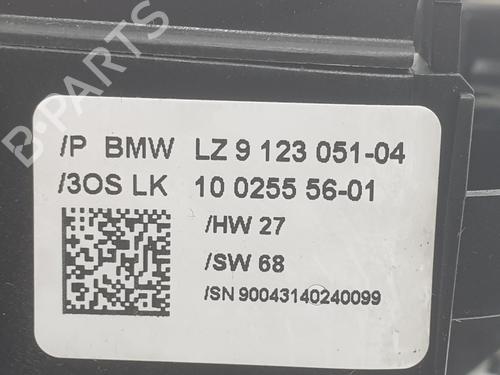 /P BMW LZ 9 123 051-04
/3OS LK 10 0255 56-01
/HW 27
/SW 68
/SN 90043140240099
B-PARTS